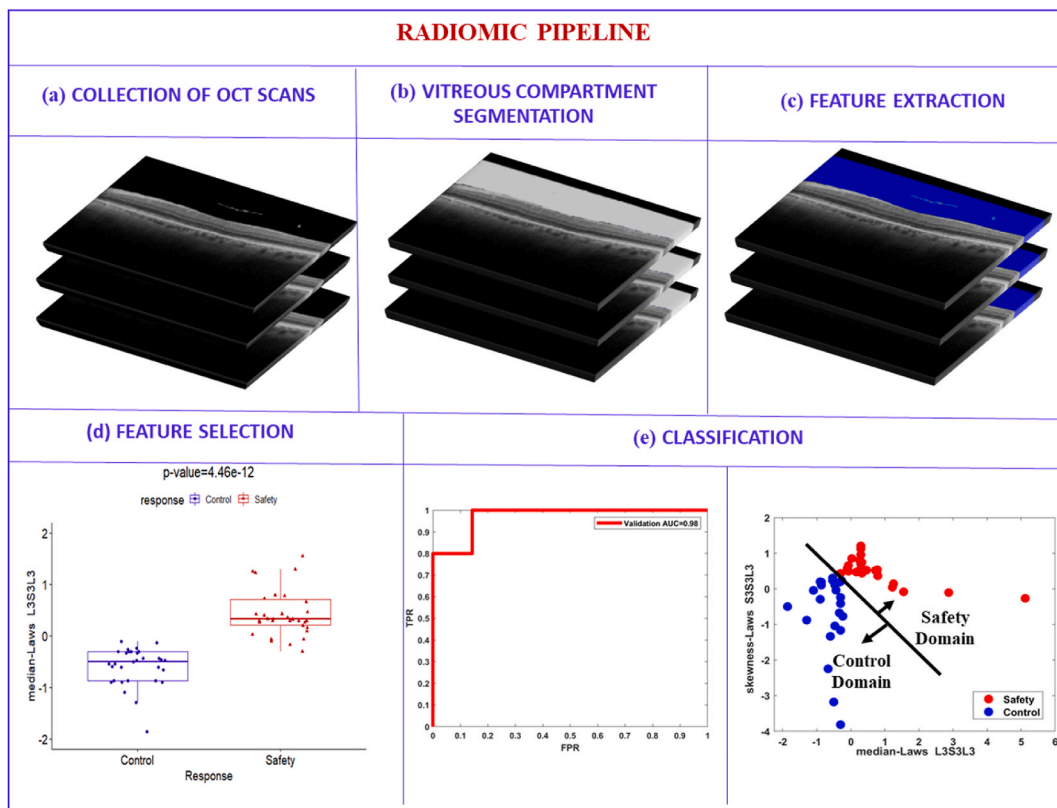 RADIOMIC PIPELINE
(a) COLLECTION OF OCT SCANS
(b) VITREOUS COMPARTMENT
SEGMENTATION
(c) FEATURE EXTRACTION
(d) FEATURE SELECTION
p-value=4.46e-12
response Control Safety
median-Laws L3S3L3
2
1
0
-1
-2
Control Safety
Response
(e) CLASSIFICATION
TPR
1
0.9
0.8
0.7
0.6
0.5
0.4
0.3
0.2
0.1
0
Validation AUC=0.98
0 0.1 0.2 0.3 0.4 0.5 0.6 0.7 0.8 0.9 1
FPR
skewness-Laws S3S3L3
2
1
0
-1
-2
-3
-4
Safety
Domain
Control
Domain
Safety
Control
-2 -1 0 1 2 3 4 5 6
median-Laws L3S3L3